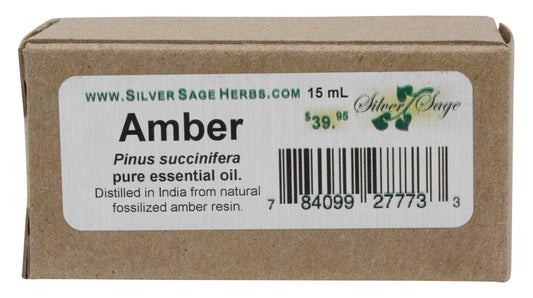 WWW.SILVERSAGEHERBS.COM 15 mL
Silver Sage
Amber
$39.95
Pinus succinifera
pure essential oil.
Distilled in India from natural
fossilized amber resin.
7 84099 27773 3